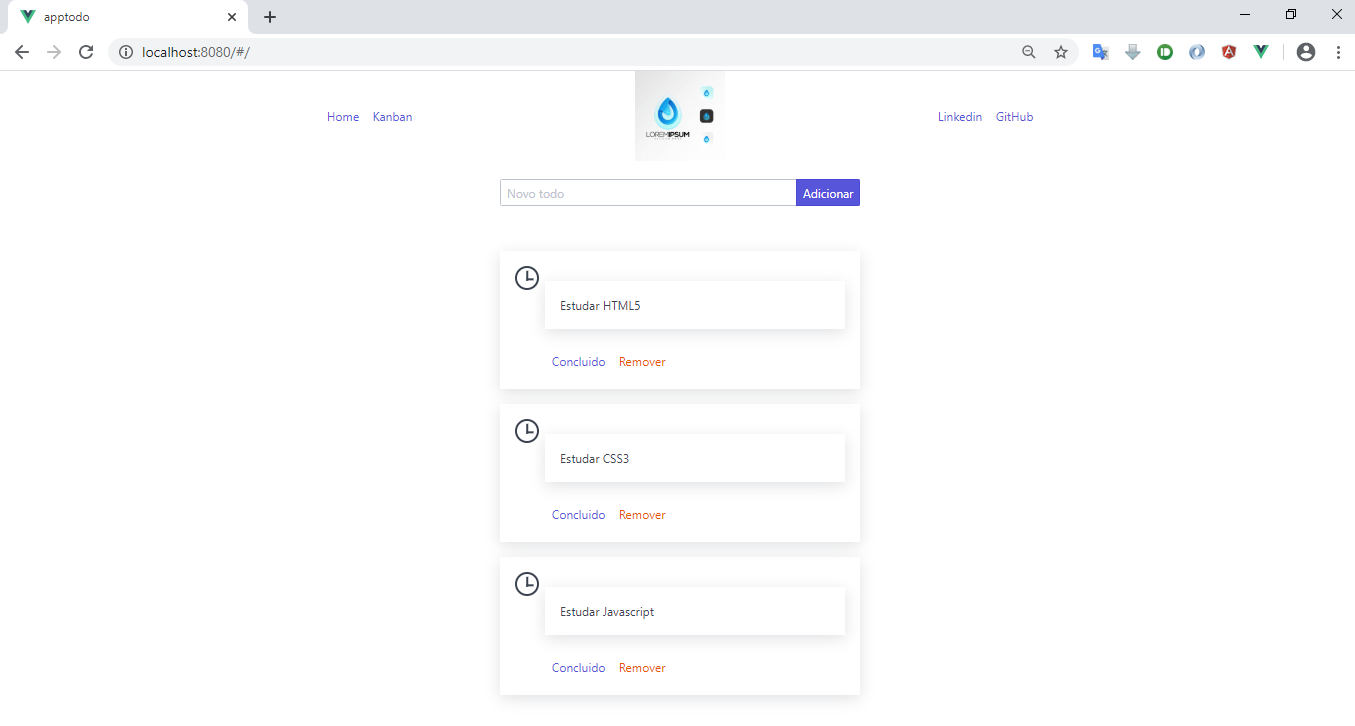 apptodo
localhost:8080/#/
Home Kanban
LOREMIPSUM
Linkedin GitHub
Novo todo
Adicionar
Estudar HTML5
Concluido Remover
Estudar CSS3
Concluido Remover
Estudar Javascript
Concluido Remover